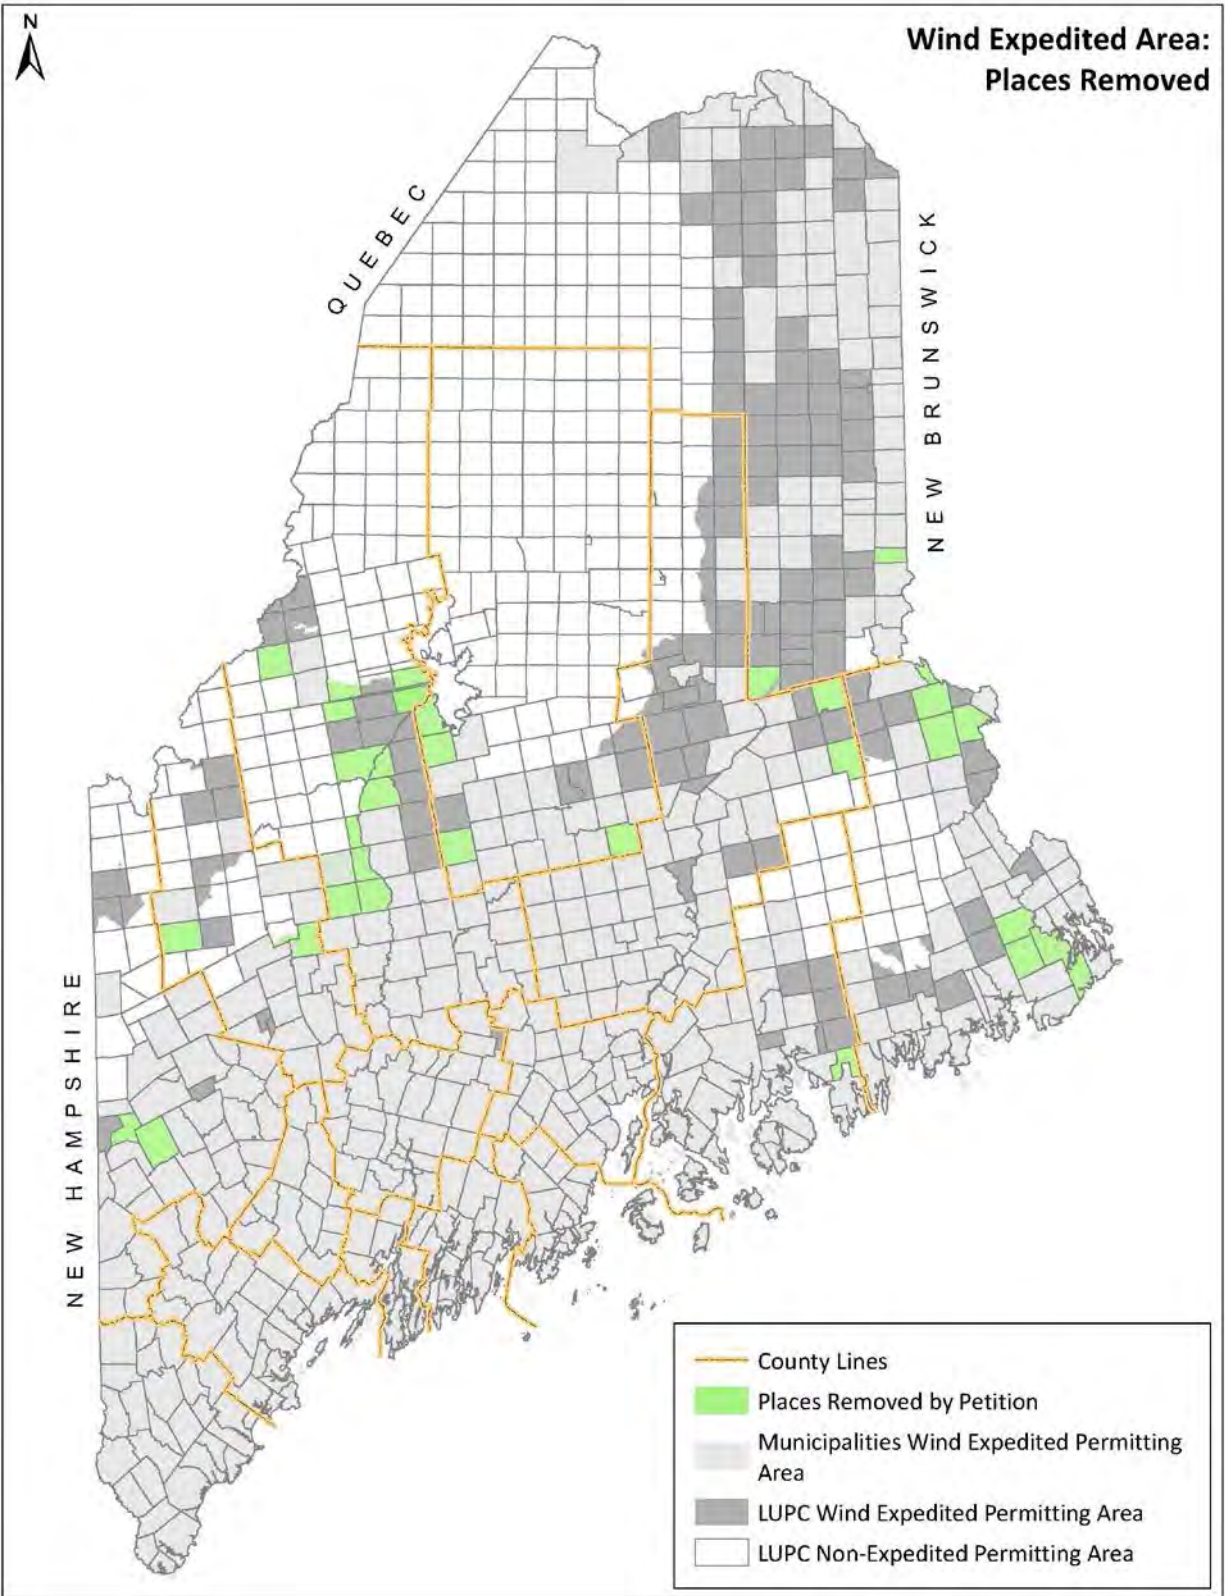 N
Wind Expedited Area:
Places Removed
QUEBEC
NEW BRUNSWICK
NEW HAMPSHIRE
County Lines
Places Removed by Petition
Municipalities Wind Expedited Permitting
Area
LUPC Wind Expedited Permitting Area
LUPC Non-Expedited Permitting Area